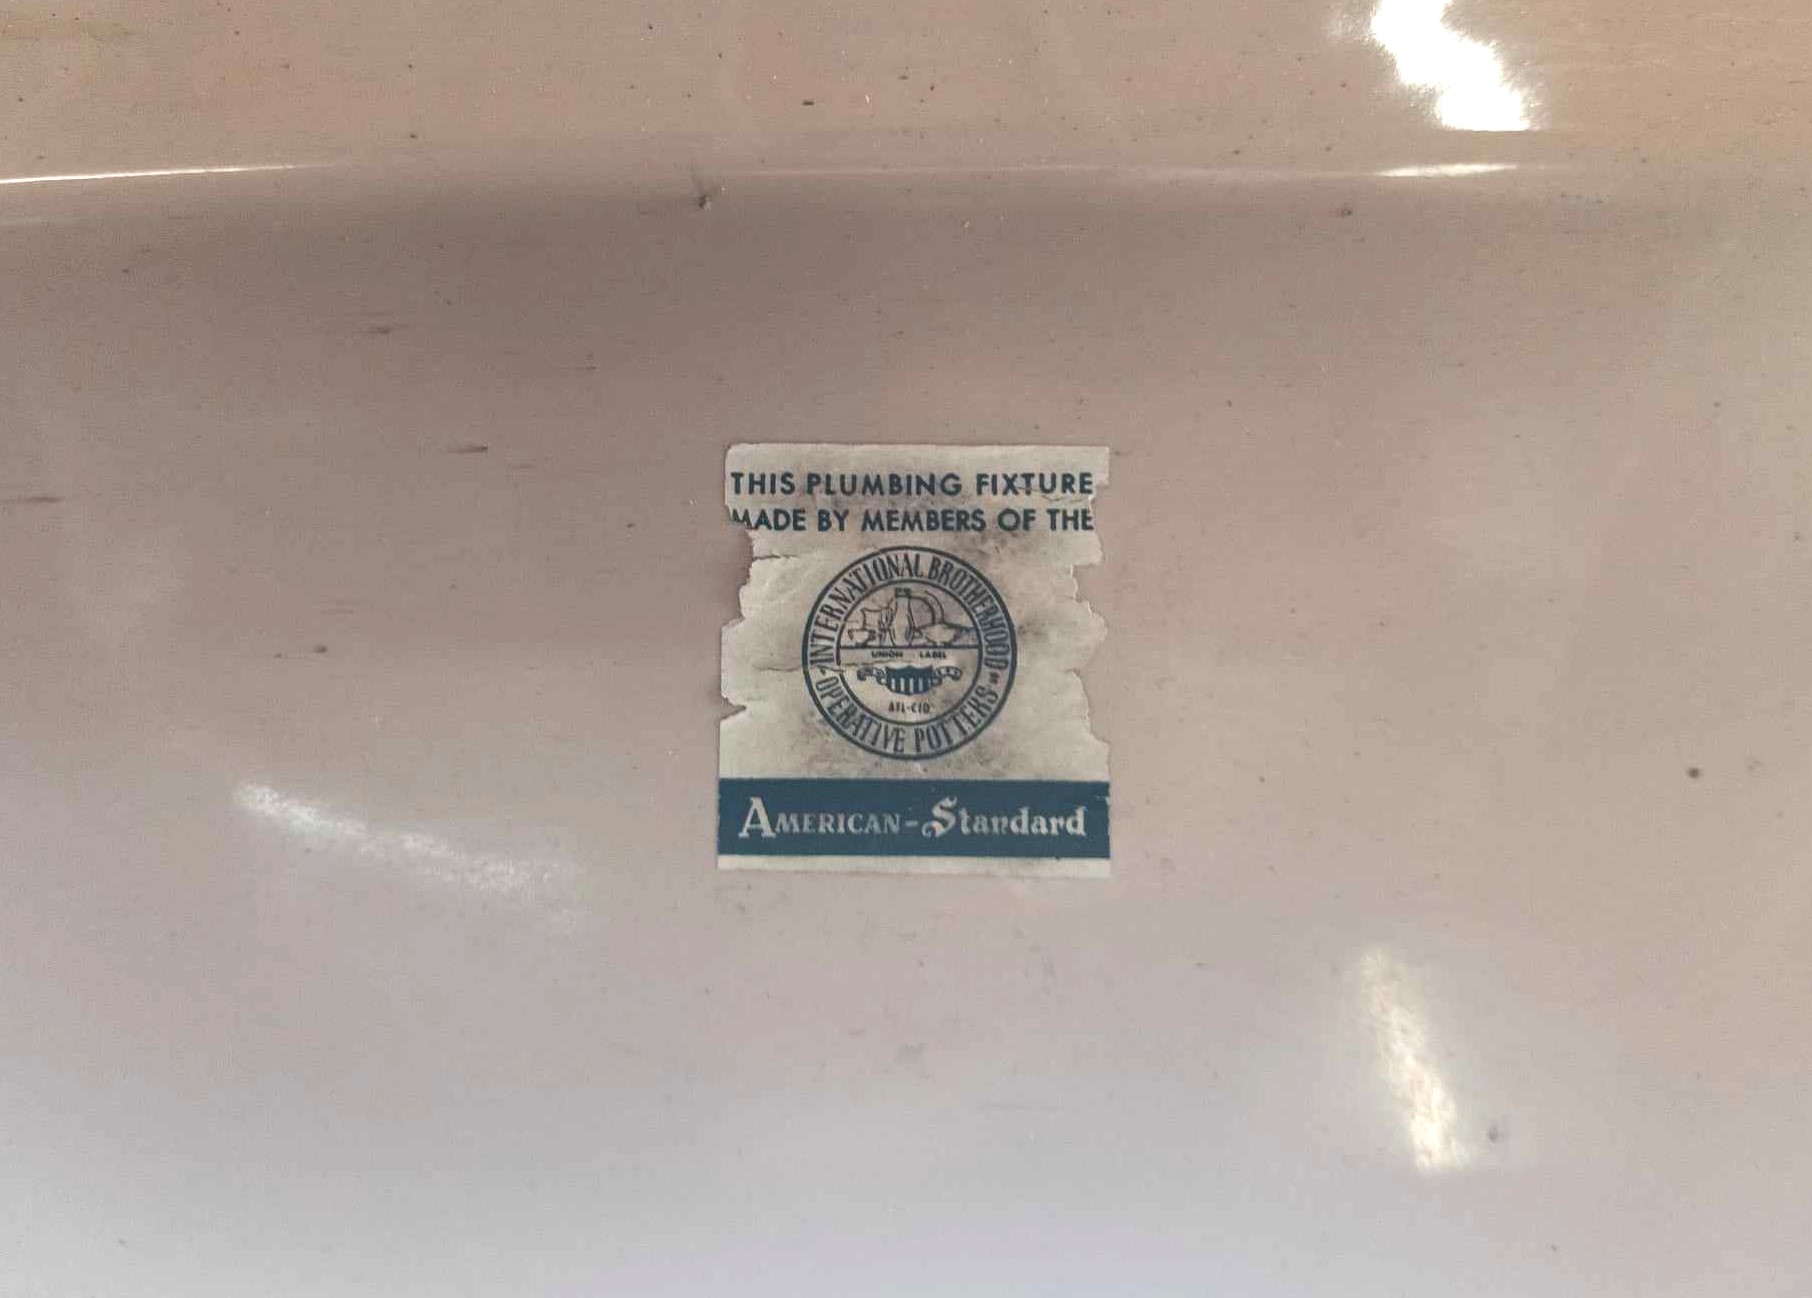 THIS PLUMBING FIXTURE
MADE BY MEMBERS OF THE
INTERNATIONAL BROTHERHOOD
UNION LABEL
AFL-CIO
OPERATIVE POTTERS
AMERICAN-Standard